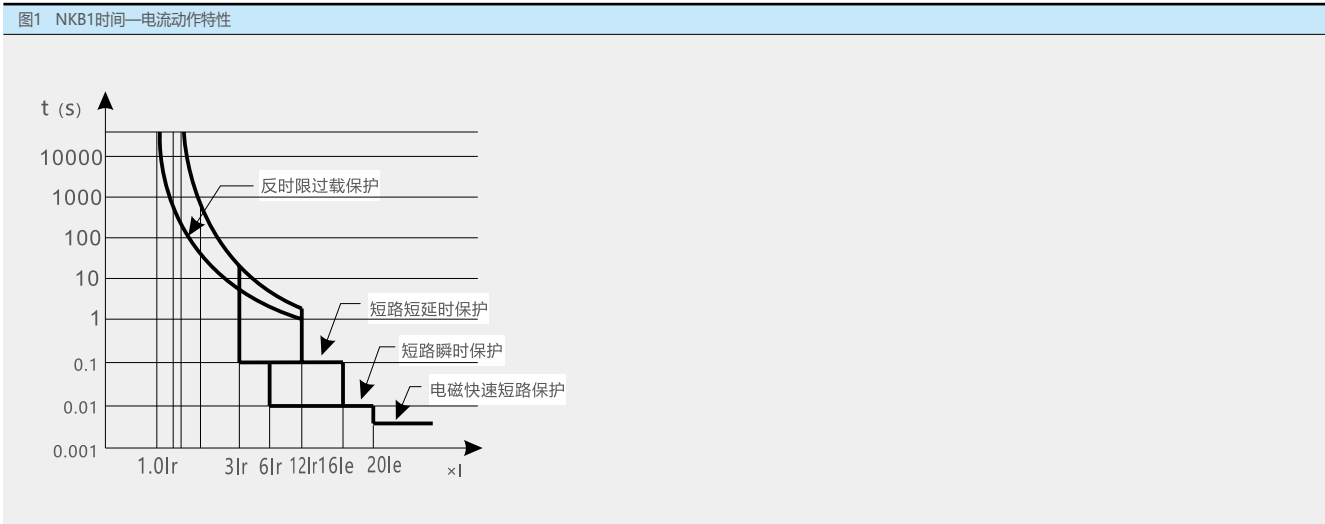 图1 NKB1时间—电流动作特性
t（s）
10000
1000
100
10
1
0.1
0.01
0.001
反时限过载保护
短路短延时保护
短路瞬时保护
电磁快速短路保护
1.0Ir 3Ir 6Ir 12Ir 16Ie 20Ie
×I